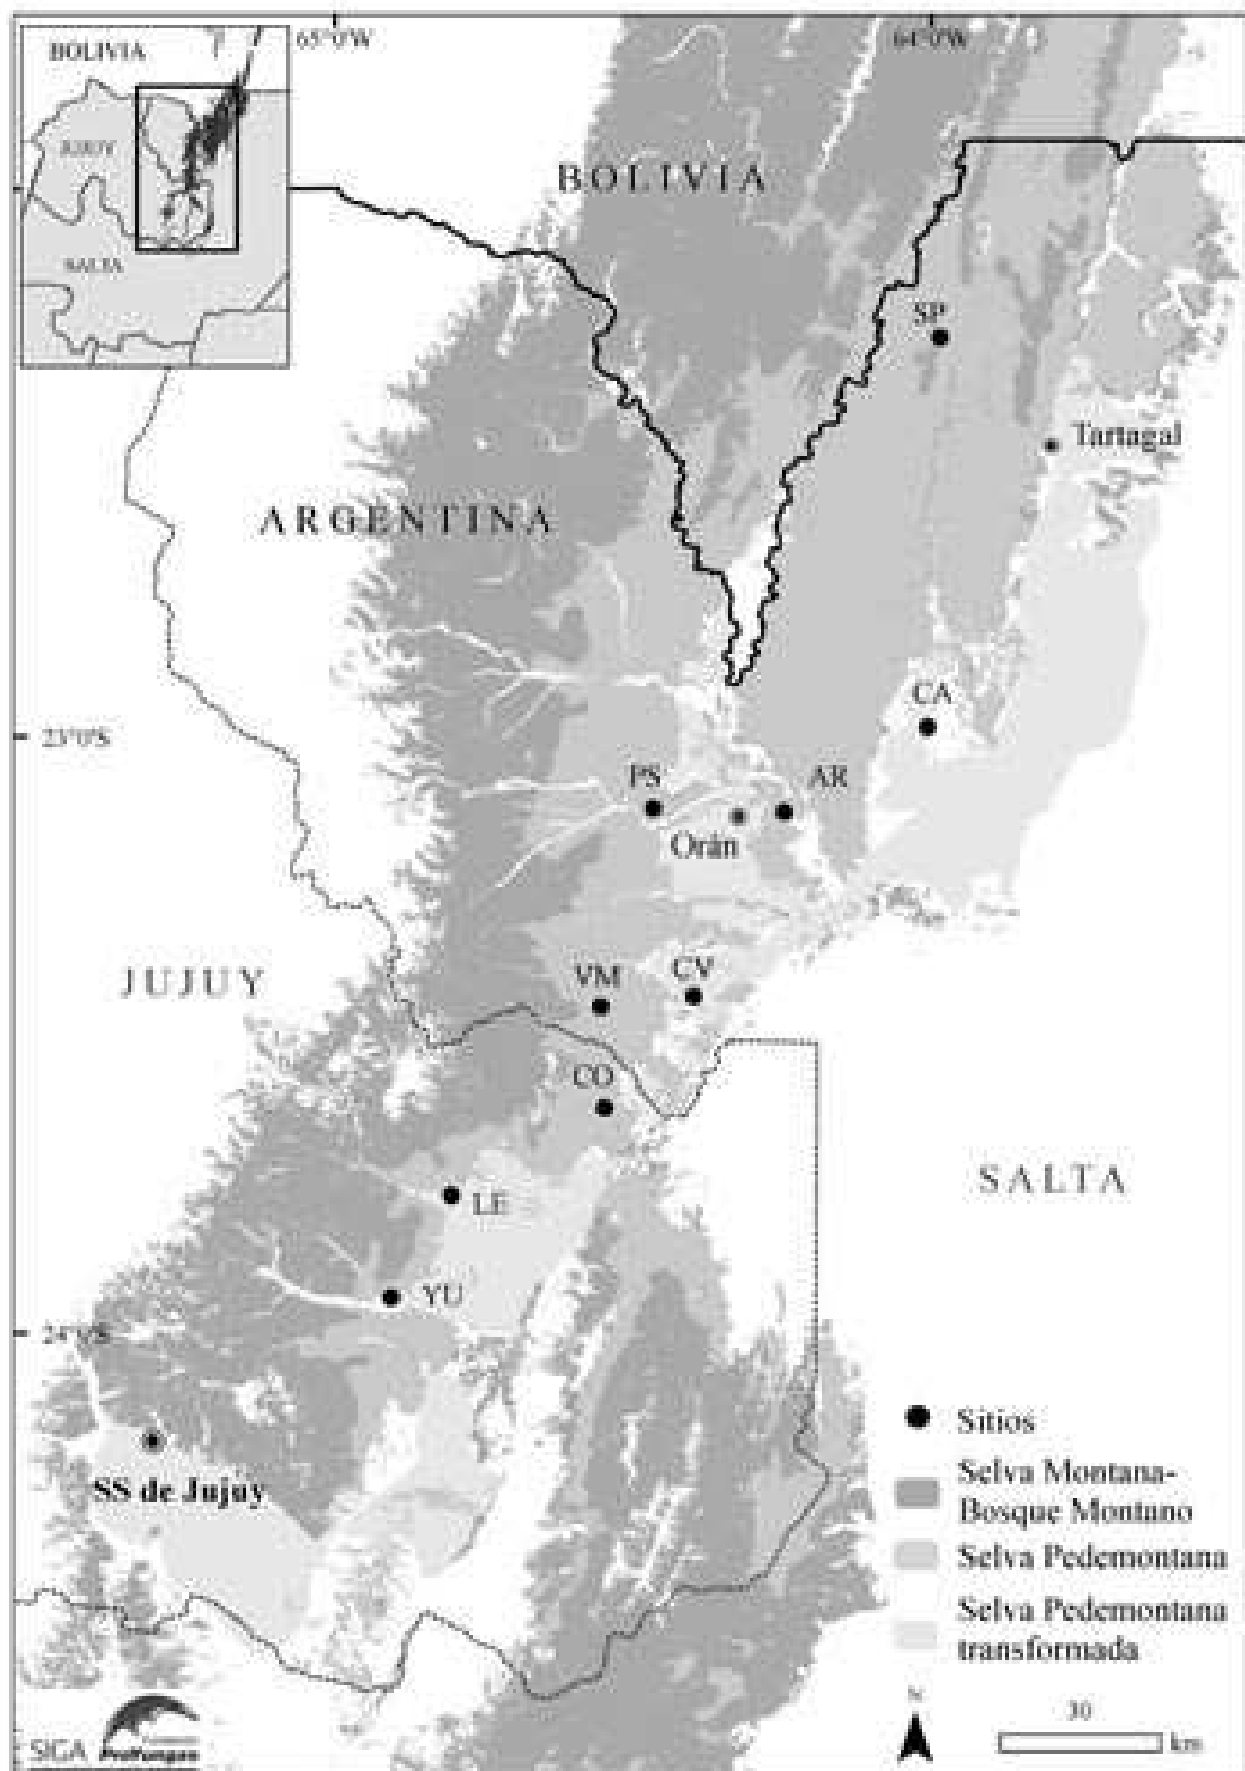 65°0'W
64°0'W
BOLIVIA
JUJUY
SALTA
BOLIVIA
SP
Tartagal
ARGENTINA
CA
23°0'S
PS
AR
Orán
JUJUY
VM
CV
CO
SALTA
LE
YU
24°0'S
SS de Jujuy
Sitios
Selva Montana-
Bosque Montano
Selva Pedemontana
Selva Pedemontana
transformada
N
30
km
SIGA
ProYungas